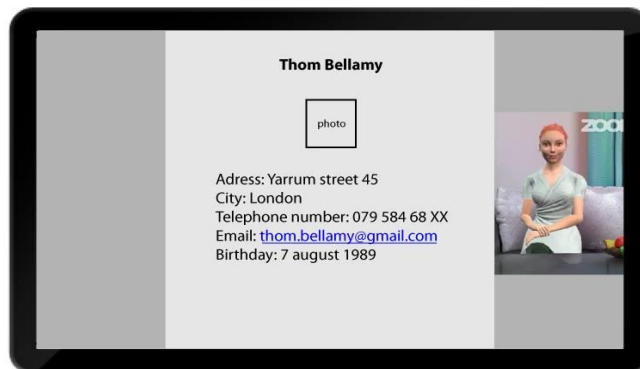 Thom Bellamy
photo
Adress: Yarrum street 45
City: London
Telephone number: 079 584 68 XX
Email: thom.bellamy@gmail.com
Birthday: 7 august 1989